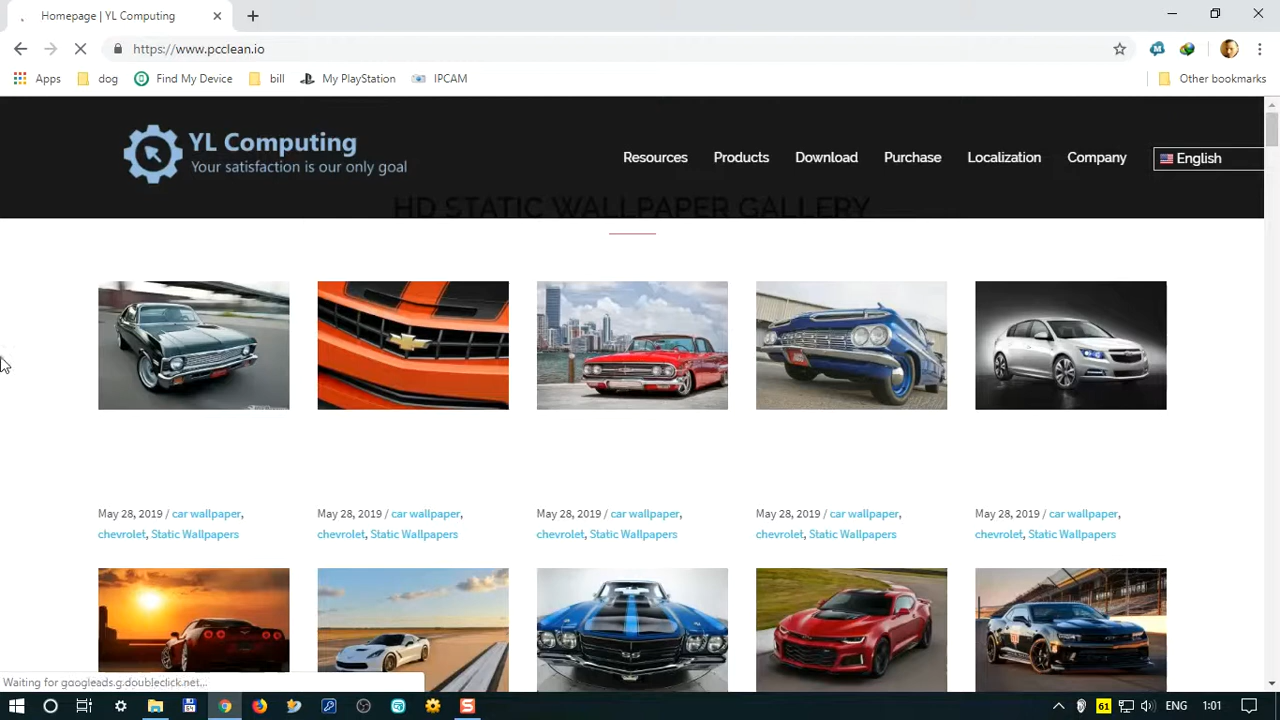 Homepage | YL Computing
https://www.pcclean.io
Apps dog Find My Device bill My PlayStation IPCAM Other bookmarks
YL Computing
Your satisfaction is our only goal
Resources Products Download Purchase Localization Company English
HD STATIC WALLPAPER GALLERY
May 28, 2019 / car wallpaper, May 28, 2019 / car wallpaper, May 28, 2019 / car wallpaper, May 28, 2019 / car wallpaper, May 28, 2019 / car wallpaper,
chevrolet, Static Wallpapers chevrolet, Static Wallpapers chevrolet, Static Wallpapers chevrolet, Static Wallpapers chevrolet, Static Wallpapers
Waiting for googleads.g.doubleclick.net...
61 ENG 1:01